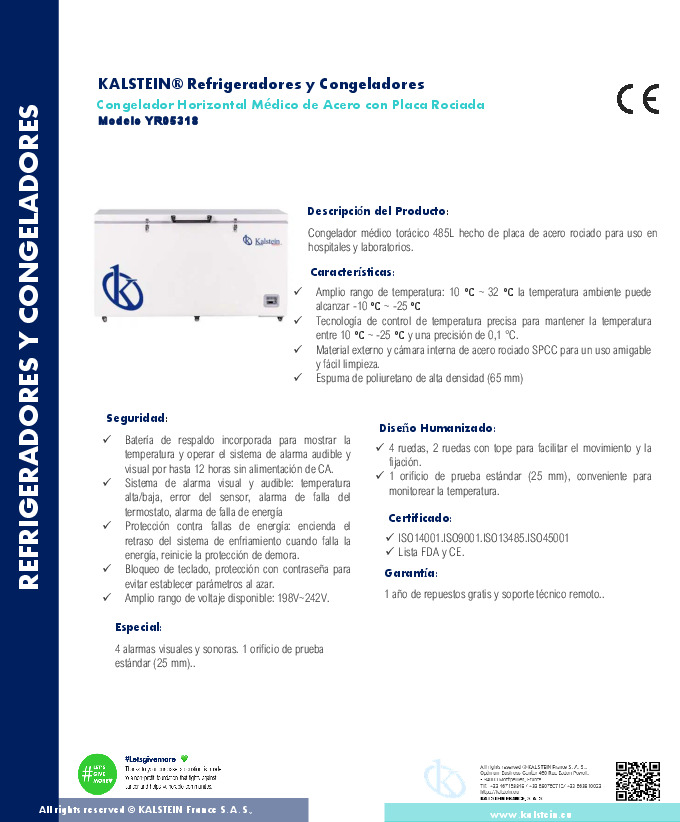 REFRIGERADORES Y CONGELADORES
KALSTEIN® Refrigeradores y Congeladores
Congelador Horizontal Médico de Acero con Placa Rociada
Modelo YR05318
CE
Kalstein
Descripción del Producto:
Congelador médico torácico 485L hecho de placa de acero rociado para uso en
hospitales y laboratorios.
Características:
✓ Amplio rango de temperatura: 10 °C ~ 32 °C la temperatura ambiente puede
alcanzar -10 °C ~ -25 °C
✓ Tecnología de control de temperatura precisa para mantener la temperatura
entre 10 °C ~ -25 °C y una precisión de 0,1 °C.
✓ Material externo y cámara interna de acero rociado SPCC para un uso amigable
y fácil limpieza.
✓ Espuma de poliuretano de alta densidad (65 mm)
Seguridad:
✓ Batería de respaldo incorporada para mostrar la
temperatura y operar el sistema de alarma audible y
visual por hasta 12 horas sin alimentación de CA.
✓ Sistema de alarma visual y audible: temperatura
alta/baja, error del sensor, alarma de falla del
termostato, alarma de falla de energía
✓ Protección contra fallas de energía: encienda el
retraso del sistema de enfriamiento cuando falla la
energía, reinicie la protección de demora.
✓ Bloqueo de teclado, protección con contraseña para
evitar establecer parámetros al azar.
✓ Amplio rango de voltaje disponible: 198V~242V.
Especial:
4 alarmas visuales y sonoras. 1 orificio de prueba
estándar (25 mm)..
Diseño Humanizado:
✓ 4 ruedas, 2 ruedas con tope para facilitar el movimiento y la
fijación.
✓ 1 orificio de prueba estándar (25 mm), conveniente para
monitorear la temperatura.
Certificado:
✓ ISO14001.ISO9001.ISO13485.ISO45001
✓ Lista FDA y CE.
Garantía:
1 año de repuestos gratis y soporte técnico remoto..
# LET'S
GIVE
MORE
#Letsgivemore
All rights reserved ©KALSTEIN France S. A. S.,
KALSTEIN FRANCE, S. A. S
All rights reserved © KALSTEIN France S. A. S.,
www.kalstein.eu